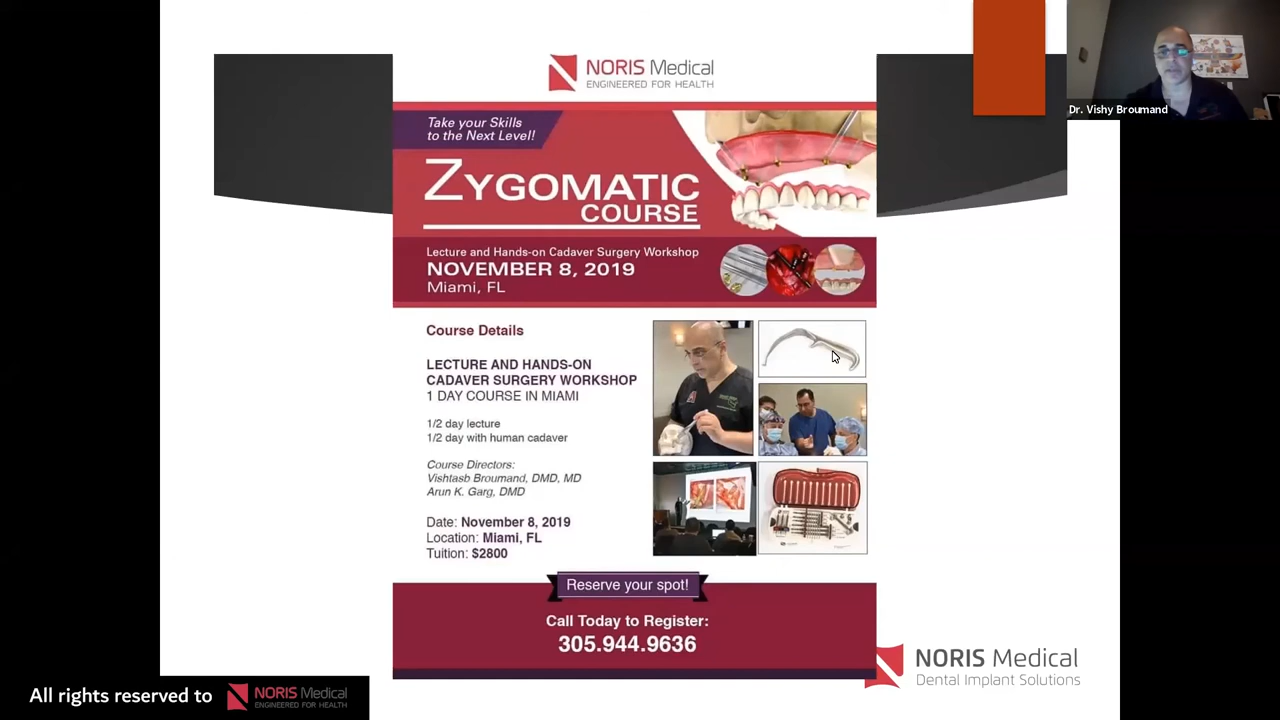 NORIS Medical
ENGINEERED FOR HEALTH
Dr. Vishy Broumand
Take your Skills
to the Next Level!
ZYGOMATIC
COURSE
Lecture and Hands-on Cadaver Surgery Workshop
NOVEMBER 8, 2019
Miami, FL
Course Details
LECTURE AND HANDS-ON
CADAVER SURGERY WORKSHOP
1 DAY COURSE IN MIAMI
1/2 day lecture
1/2 day with human cadaver
Course Directors:
Vishtasb Broumand, DMD, MD
Arun K. Garg, DMD
Date: November 8, 2019
Location: Miami, FL
Tuition: $2800
Reserve your spot!
Call Today to Register:
305.944.9636
NORIS Medical
Dental Implant Solutions
All rights reserved to
NORIS Medical
ENGINEERED FOR HEALTH